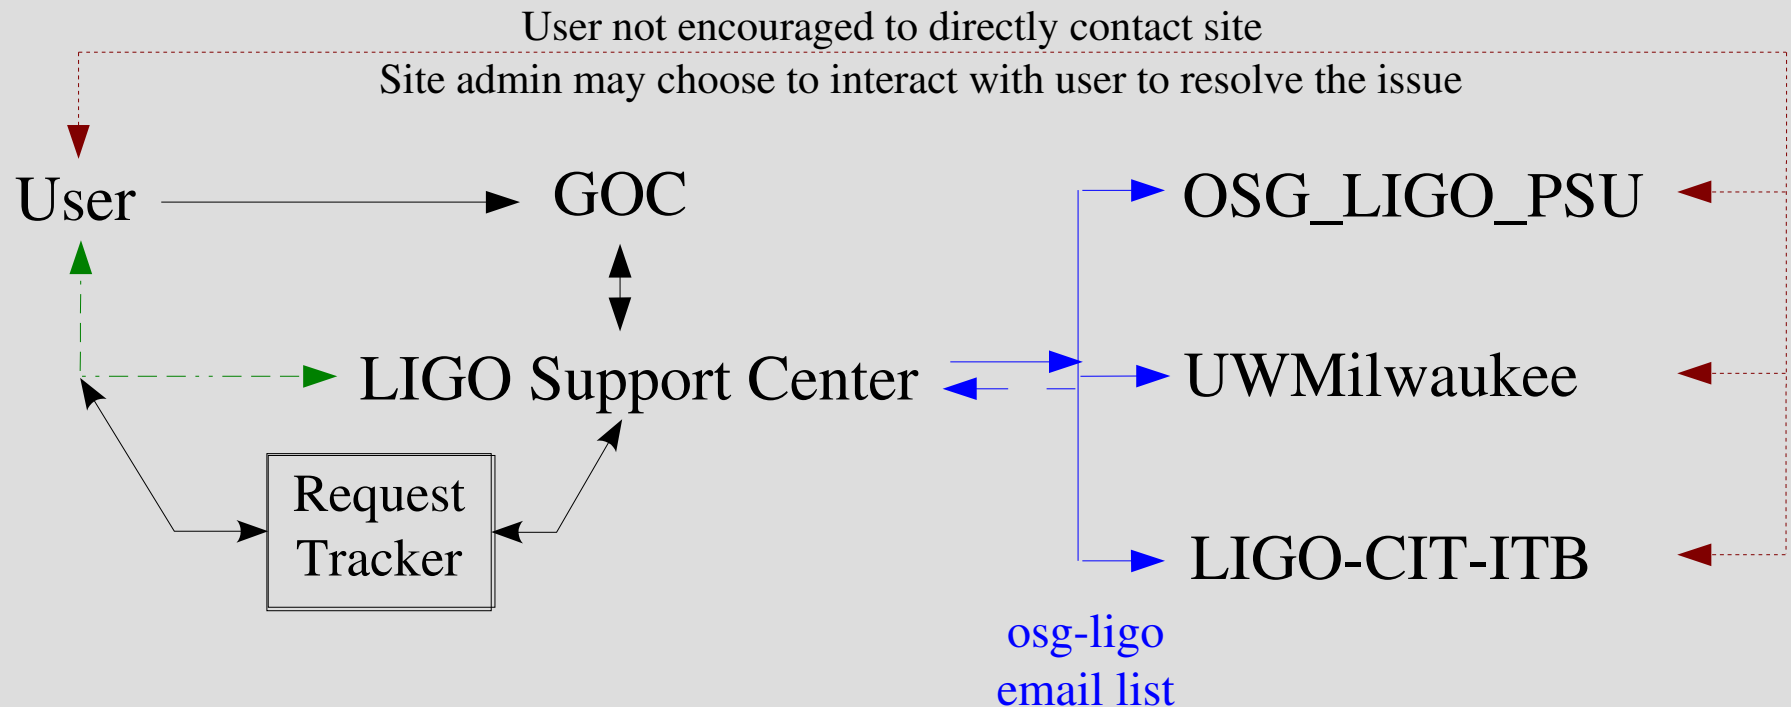 User not encouraged to directly contact site
Site admin may choose to interact with user to resolve the issue
User
GOC
OSG_LIGO_PSU
LIGO Support Center
UWMilwaukee
Request
Tracker
LIGO-CIT-ITB
osg-ligo
email list